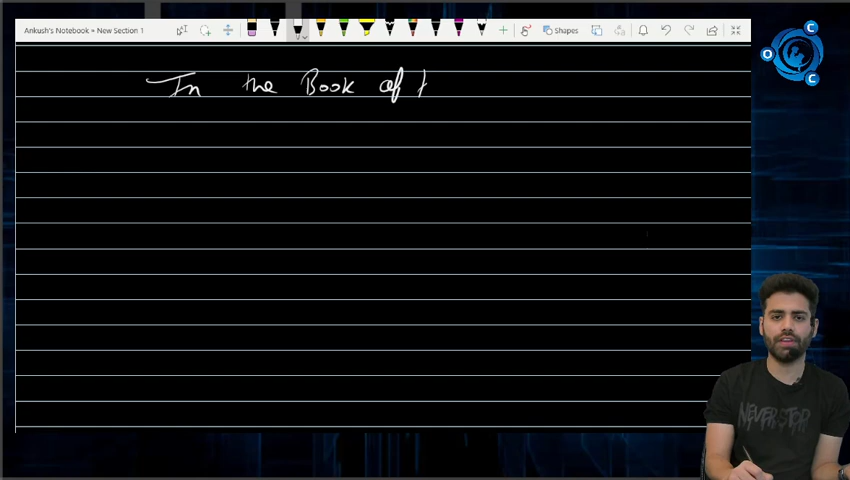 Ankush's Notebook » New Section 1
Shapes
In the Book of
O C C
NEVER STOP